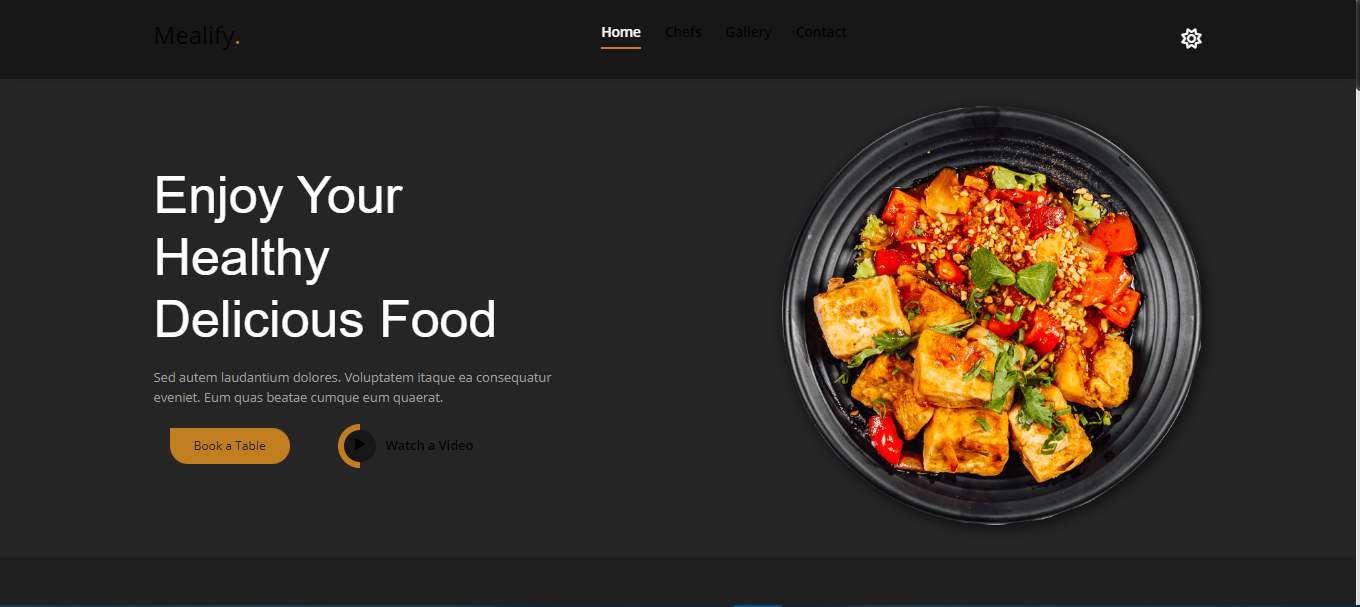 Mealify.
Home Chefs Gallery Contact
Enjoy Your
Healthy
Delicious Food
Sed autem laudantium dolores. Voluptatem itaque ea consequatur
eveniet. Eum quas beatae cumque eum quaerat.
Book a Table
Watch a Video